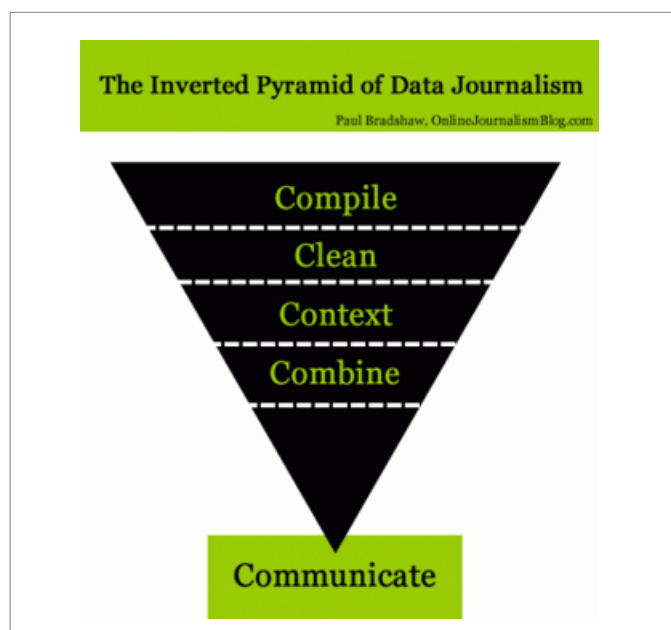 The Inverted Pyramid of Data Journalism
Paul Bradshaw, OnlineJournalismBlog.com
Compile
Clean
Context
Combine
Communicate